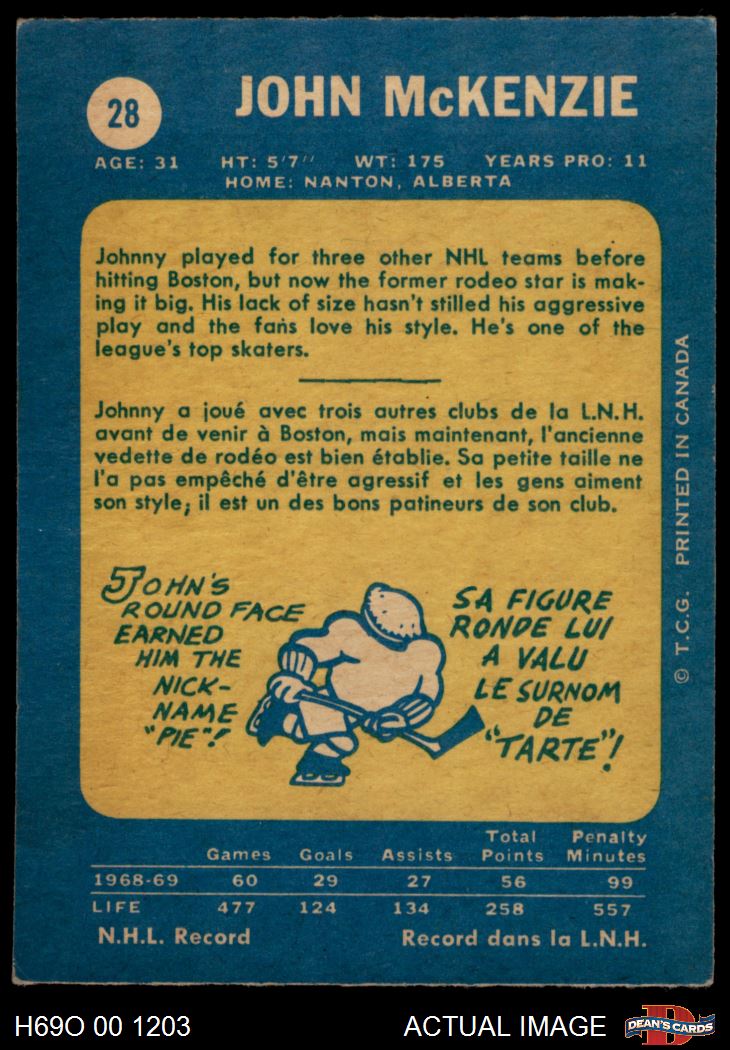 28
JOHN McKENZIE
AGE: 31 HT: 5'7" WT: 175 YEARS PRO: 11
HOME: NANTON, ALBERTA
Johnny played for three other NHL teams before
hitting Boston, but now the former rodeo star is mak-
ing it big. His lack of size hasn't stilled his aggressive
play and the fans love his style. He's one of the
league's top skaters.
Johnny a joué avec trois autres clubs de la L.N.H.
avant de venir à Boston, mais maintenant, l'ancienne
vedette de rodéo est bien établie. Sa petite taille ne
l'a pas empêché d'être agressif et les gens aiment
son style; il est un des bons patineurs de son club.
JOHN'S
ROUND FACE
EARNED
HIM THE
NICK-
NAME
"PIE"!
SA FIGURE
RONDE LUI
A VALU
LE SURNOM
DE
"TARTE"!
© T.C.G. PRINTED IN CANADA
Total Penalty
Games Goals Assists Points Minutes
1968-69 60 29 27 56 99
LIFE 477 124 134 258 557
N.H.L. Record Record dans la L.N.H.
H69O 00 1203 ACTUAL IMAGE
D
DEAN'S CARDS